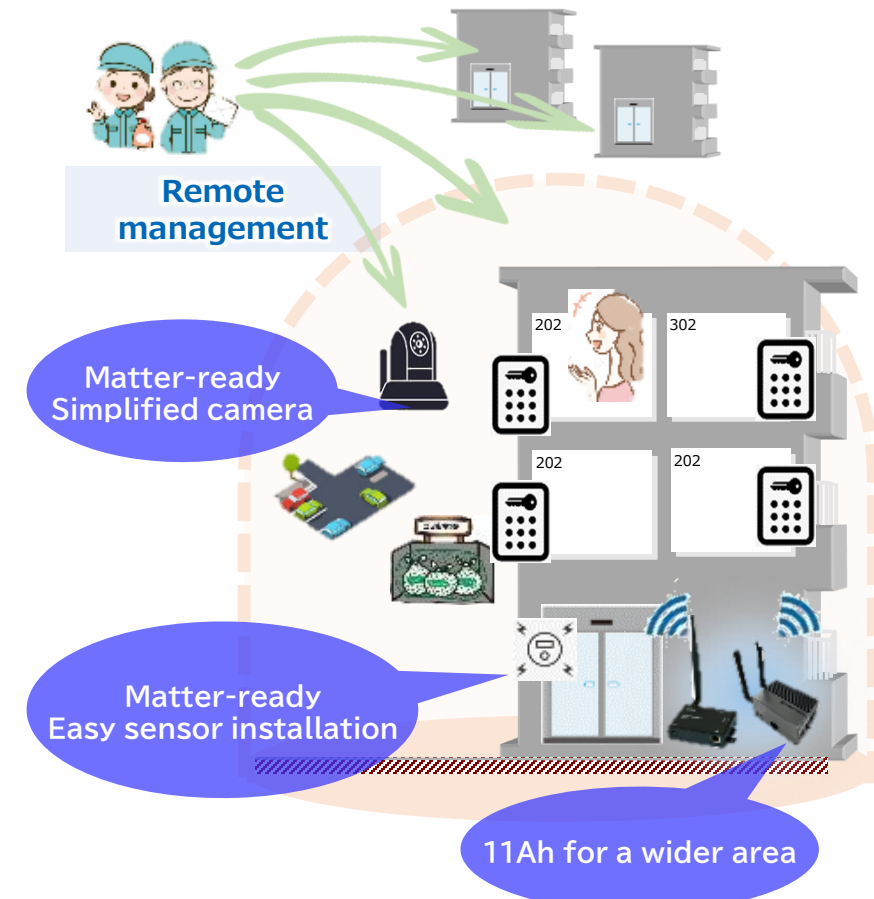 Remote
management
202
302
Matter-ready
Simplified camera
202
202
Matter-ready
Easy sensor installation
11Ah for a wider area